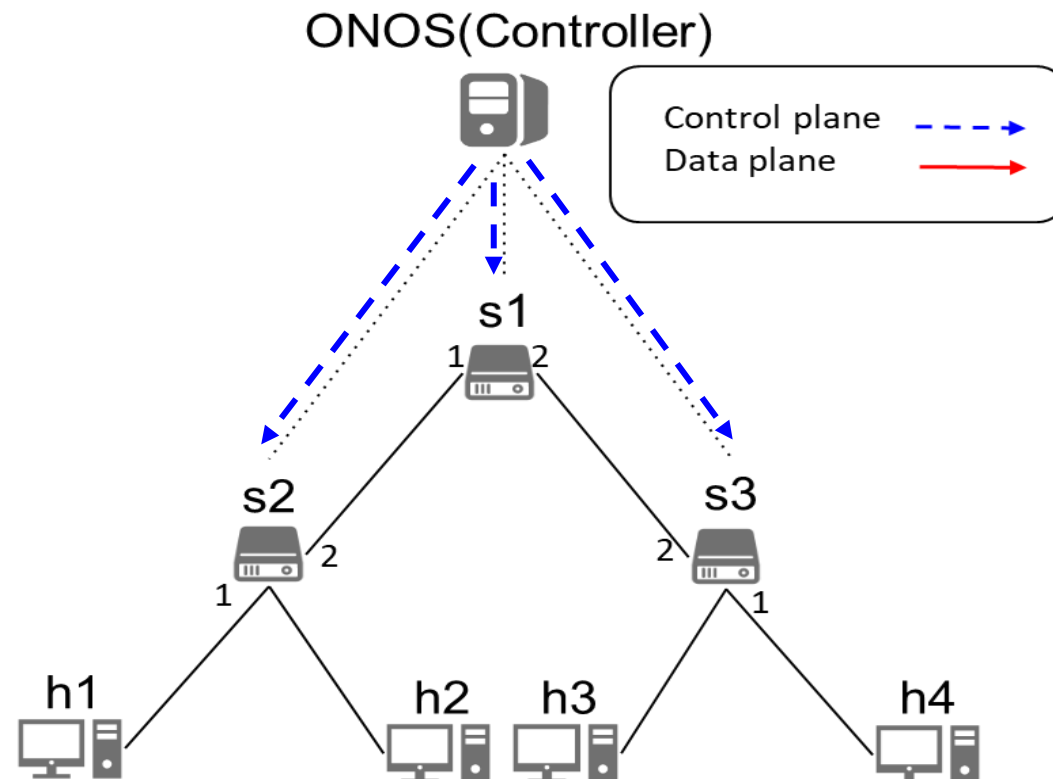 ONOS(Controller)
Control plane
Data plane
s1
1 2
s2
s3
2
2
1
1
h1
h2
h3
h4